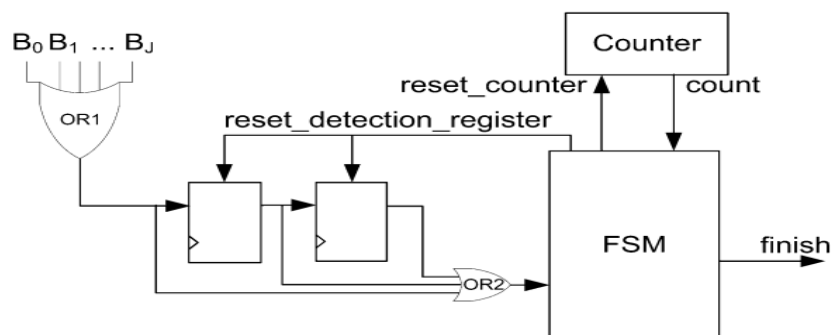 B0 B1 ... BJ
Counter
OR1
reset_counter
count
reset_detection_register
FSM
finish
OR2